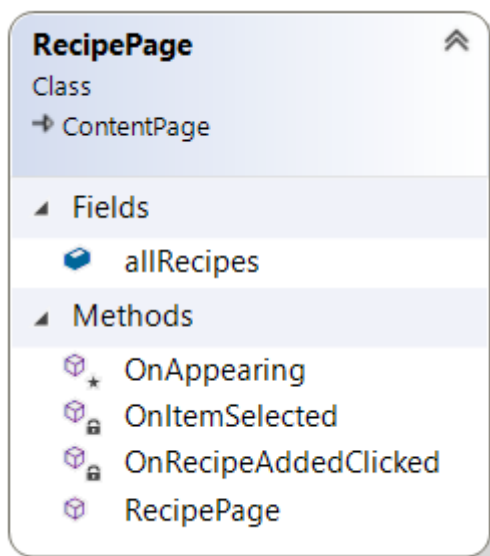 RecipePage
Class
ContentPage
Fields
allRecipes
Methods
OnAppearing
OnItemSelected
OnRecipeAddedClicked
RecipePage